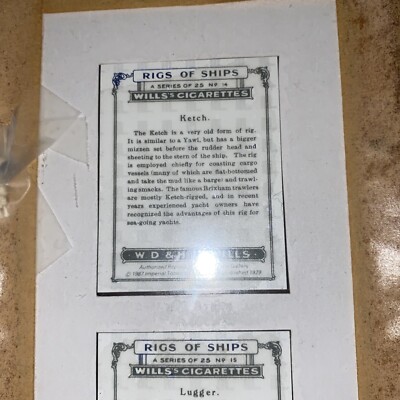 RIGS OF SHIPS
A SERIES OF 25 Nº 14
WILLS'S CIGARETTES
Ketch.
The Ketch is a very old form of rig.
It is similar to a Yawl, but has a bigger
mizzen set before the rudder head and
sheeting to the stern of the ship. The rig
is employed chiefly for coasting cargo
vessels (many of which are flat-bottomed
and take the mud like a barge) and trawl-
ing smacks. The famous Brixham trawlers
are mostly Ketch-rigged, and in recent
years experienced yacht owners have
recognized the advantages of this rig for
sea-going yachts.
W D & WILLS
Authorised
© 1987 Imperial 1929
RIGS OF SHIPS
A SERIES OF 25 Nº 15
WILLS'S CIGARETTES
Lugger.